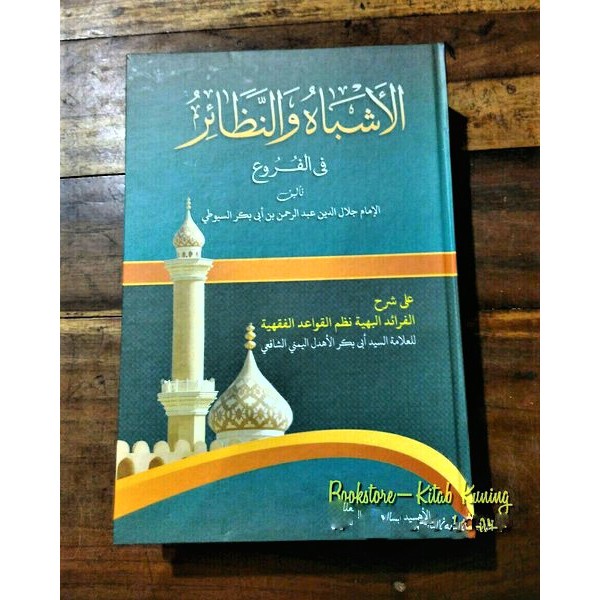 الأشباه والنظائر
في الفروع
تأليف
الإمام جلال الدين عبد الرحمن بن أبي بكر السيوطي
على شرح
الفرائد البهية نظم القواعد الفقهية
للعلامة السيد أبي بكر الأهدل اليمني الشافعي
Bookstore – Kitab Kuning